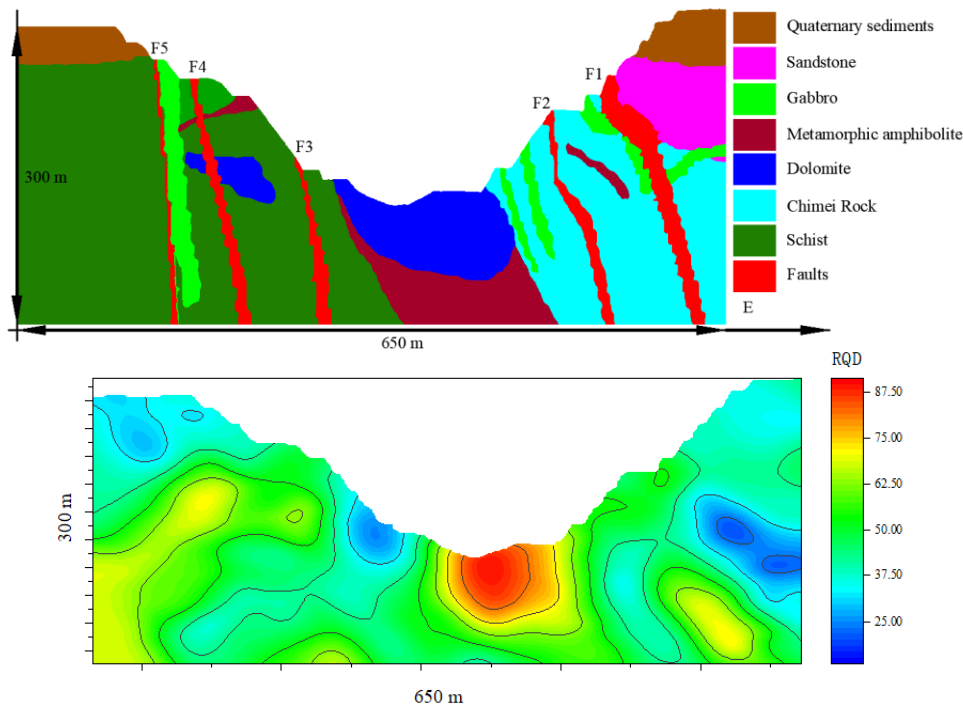 F5
F4
F3
F2
F1
300 m
650 m
E
Quaternary sediments
Sandstone
Gabbro
Metamorphic amphibolite
Dolomite
Chimei Rock
Schist
Faults
RQD
87.50
75.00
62.50
50.00
37.50
25.00
300 m
650 m